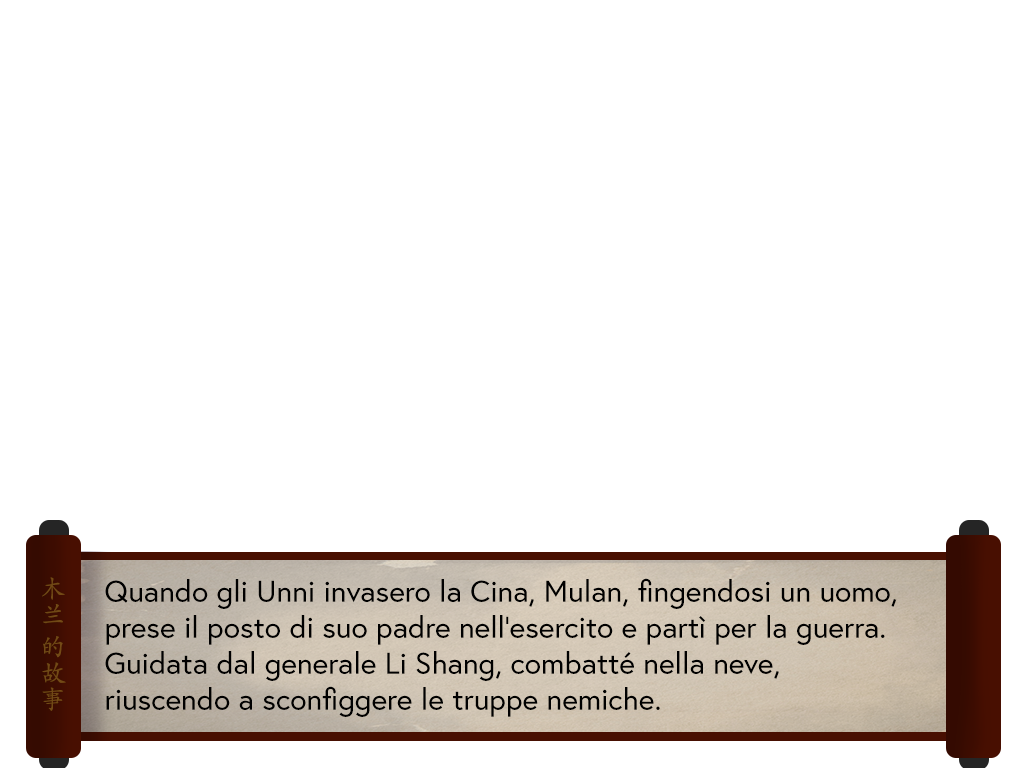 木兰的故事
Quando gli Unni invasero la Cina, Mulan, fingendosi un uomo,
prese il posto di suo padre nell'esercito e partì per la guerra.
Guidata dal generale Li Shang, combatté nella neve,
riuscendo a sconfiggere le truppe nemiche.